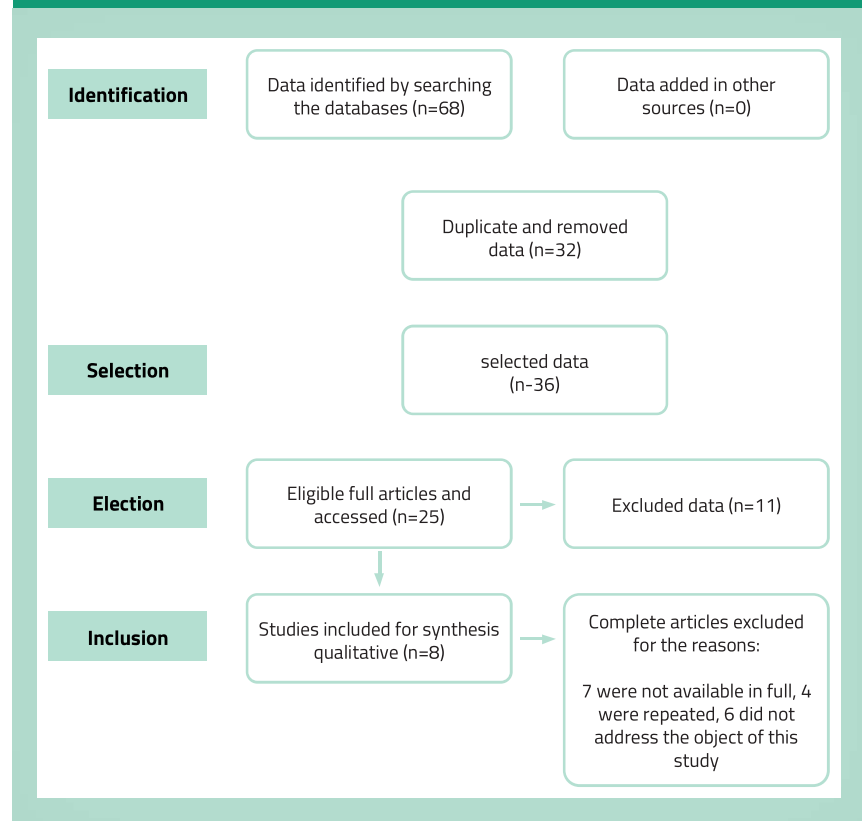 Identification
Data identified by searching
the databases (n=68)
Data added in other
sources (n=0)
Duplicate and removed
data (n=32)
Selection
selected data
(n-36)
Election
Eligible full articles and
accessed (n=25)
Excluded data (n=11)
Inclusion
Studies included for synthesis
qualitative (n=8)
Complete articles excluded
for the reasons:
7 were not available in full, 4
were repeated, 6 did not
address the object of this
study